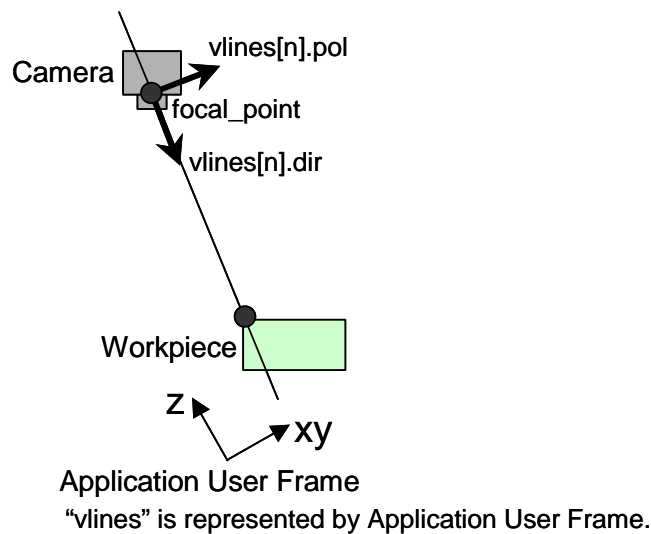 vlines[n].pol
Camera
focal_point
vlines[n].dir
Workpiece
z
xy
Application User Frame
“vlines” is represented by Application User Frame.